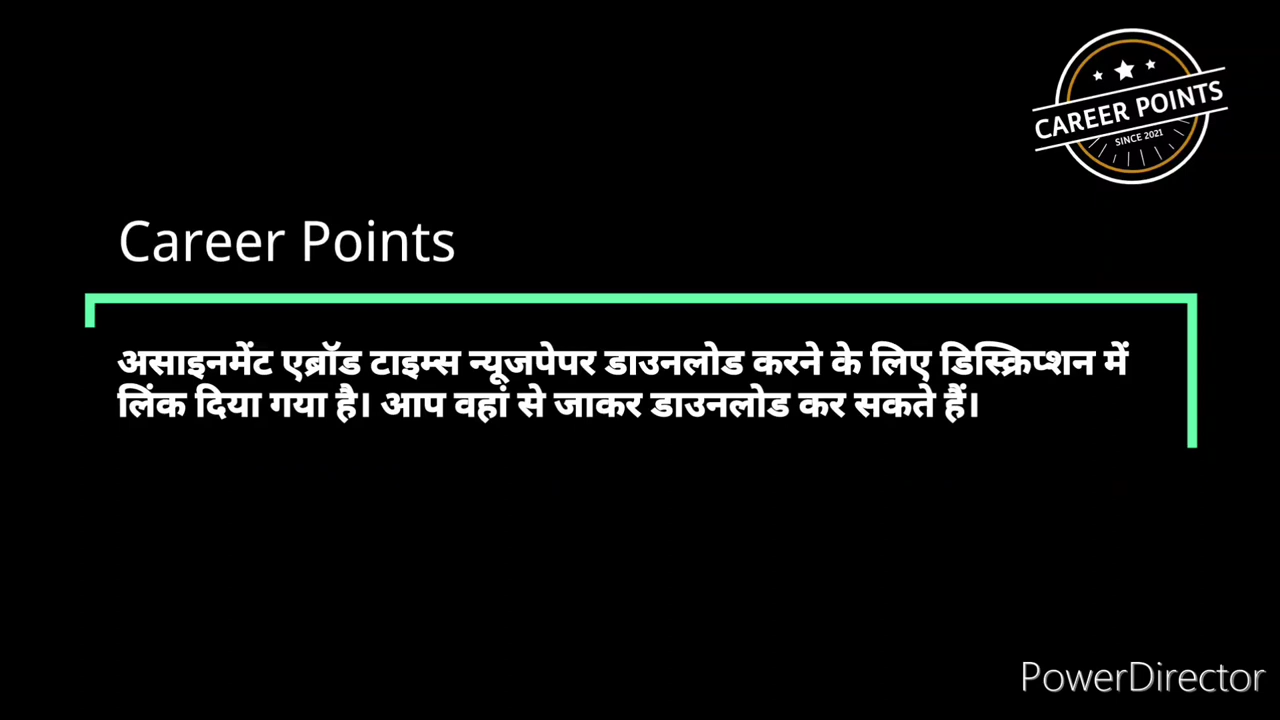 CAREER POINTS
SINCE 2021
Career Points
असाइनमेंट एब्रॉड टाइम्स न्यूजपेपर डाउनलोड करने के लिए डिस्क्रिप्शन में
लिंक दिया गया है। आप वहां से जाकर डाउनलोड कर सकते हैं।
PowerDirector